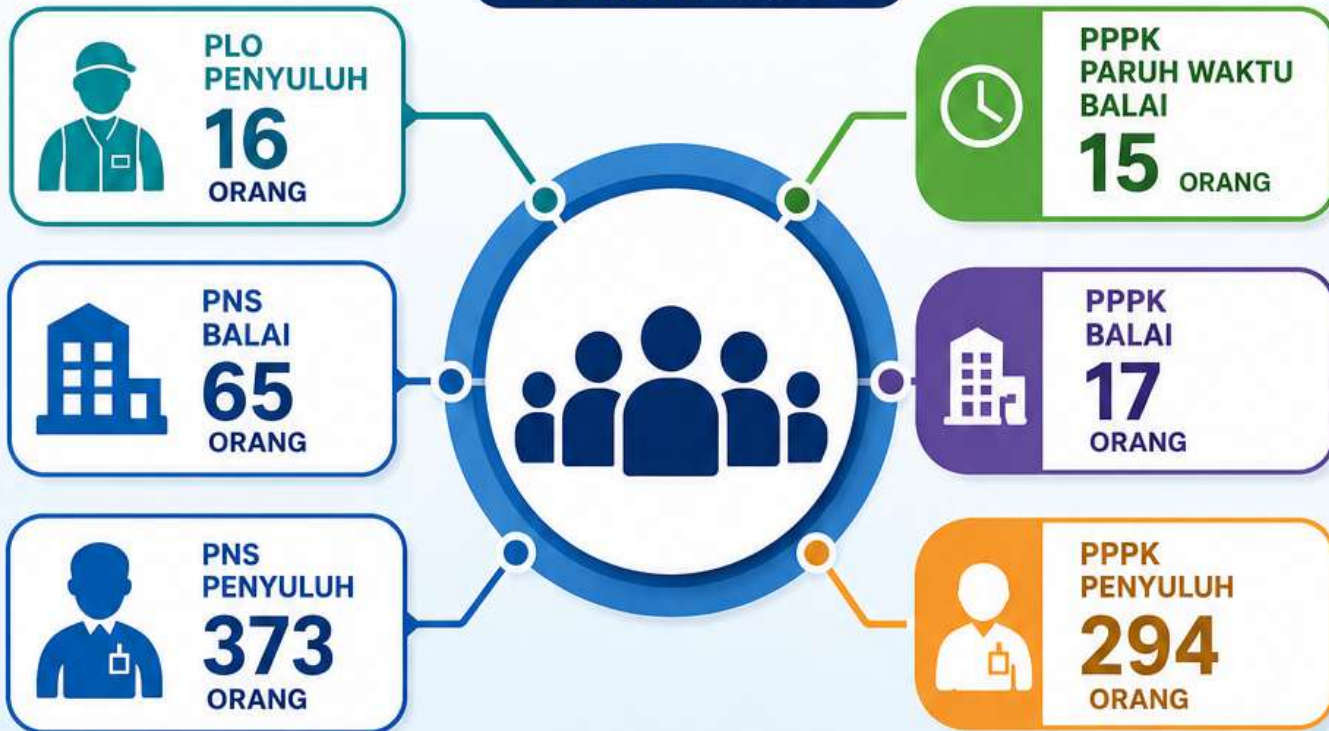 PLO
PENYULUH
16
ORANG
PNS
BALAI
65
ORANG
PNS
PENYULUH
373
ORANG
PPPK
PARUH WAKTU
BALAI
15 ORANG
PPPK
BALAI
17
ORANG
PPPK
PENYULUH
294
ORANG